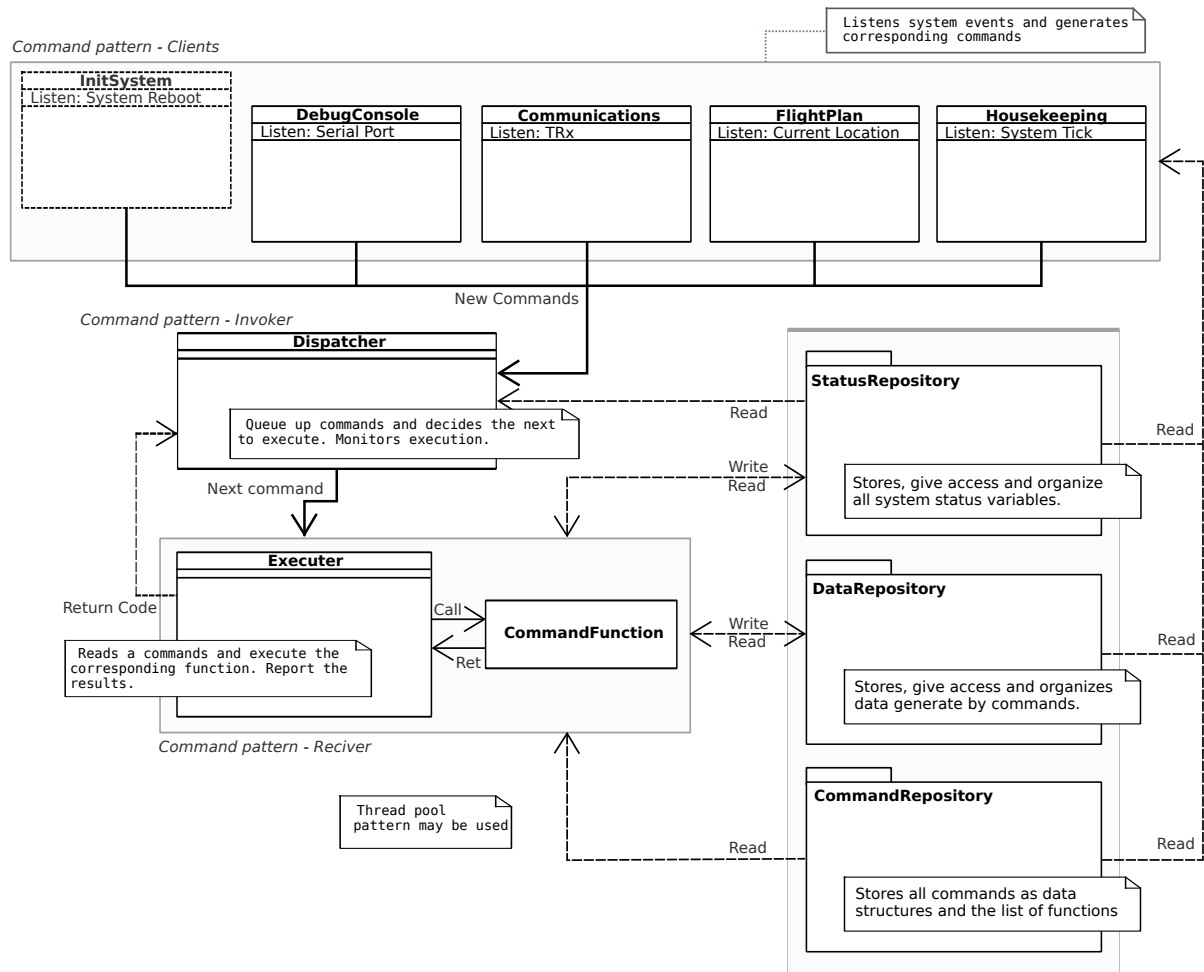 Listens system events and generates
corresponding commands
Command pattern - Clients
InitSystem
Listen: System Reboot
DebugConsole
Listen: Serial Port
Communications
Listen: TRx
FlightPlan
Listen: Current Location
Housekeeping
Listen: System Tick
New Commands
Command pattern - Invoker
Dispatcher
Queue up commands and decides the next
to execute. Monitors execution.
StatusRepository
Read
Read
Write
Read
Stores, give access and organize
all system status variables.
Next command
Executer
Return Code
Call
Ret
CommandFunction
Reads a commands and execute the
corresponding function. Report the
results.
Command pattern - Reciver
Write
Read
DataRepository
Read
Stores, give access and organizes
data generate by commands.
Thread pool
pattern may be used
CommandRepository
Read
Read
Stores all commands as data
structures and the list of functions